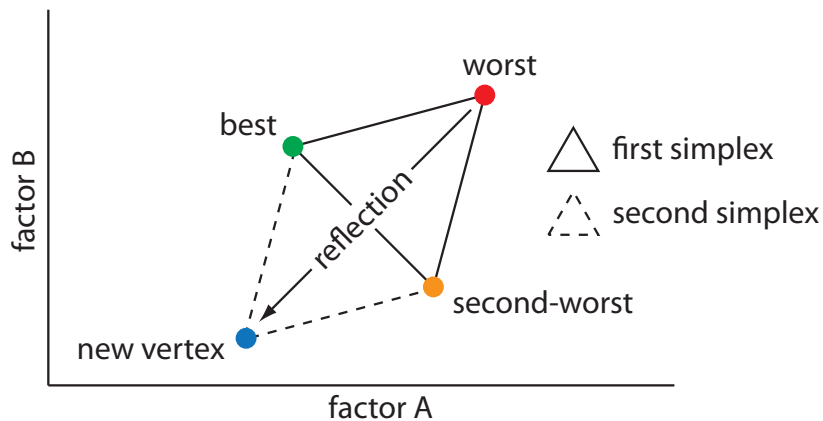 worst
best
first simplex
factor B
reflection
second simplex
second-worst
new vertex
factor A